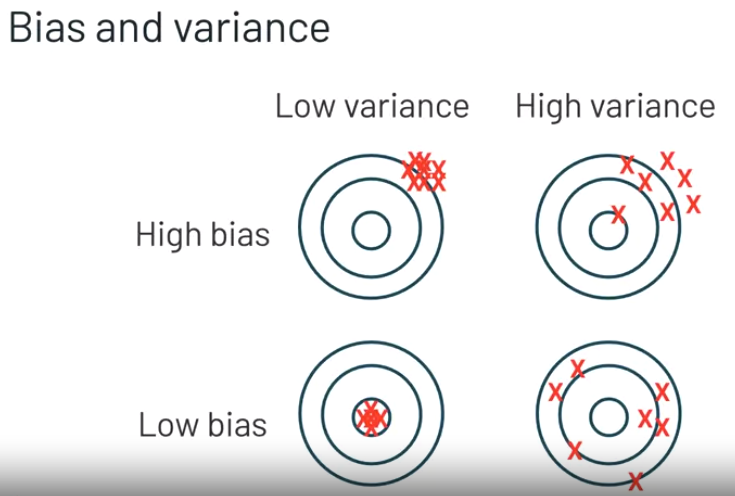 Bias and variance
Low variance High variance
High bias
Low bias